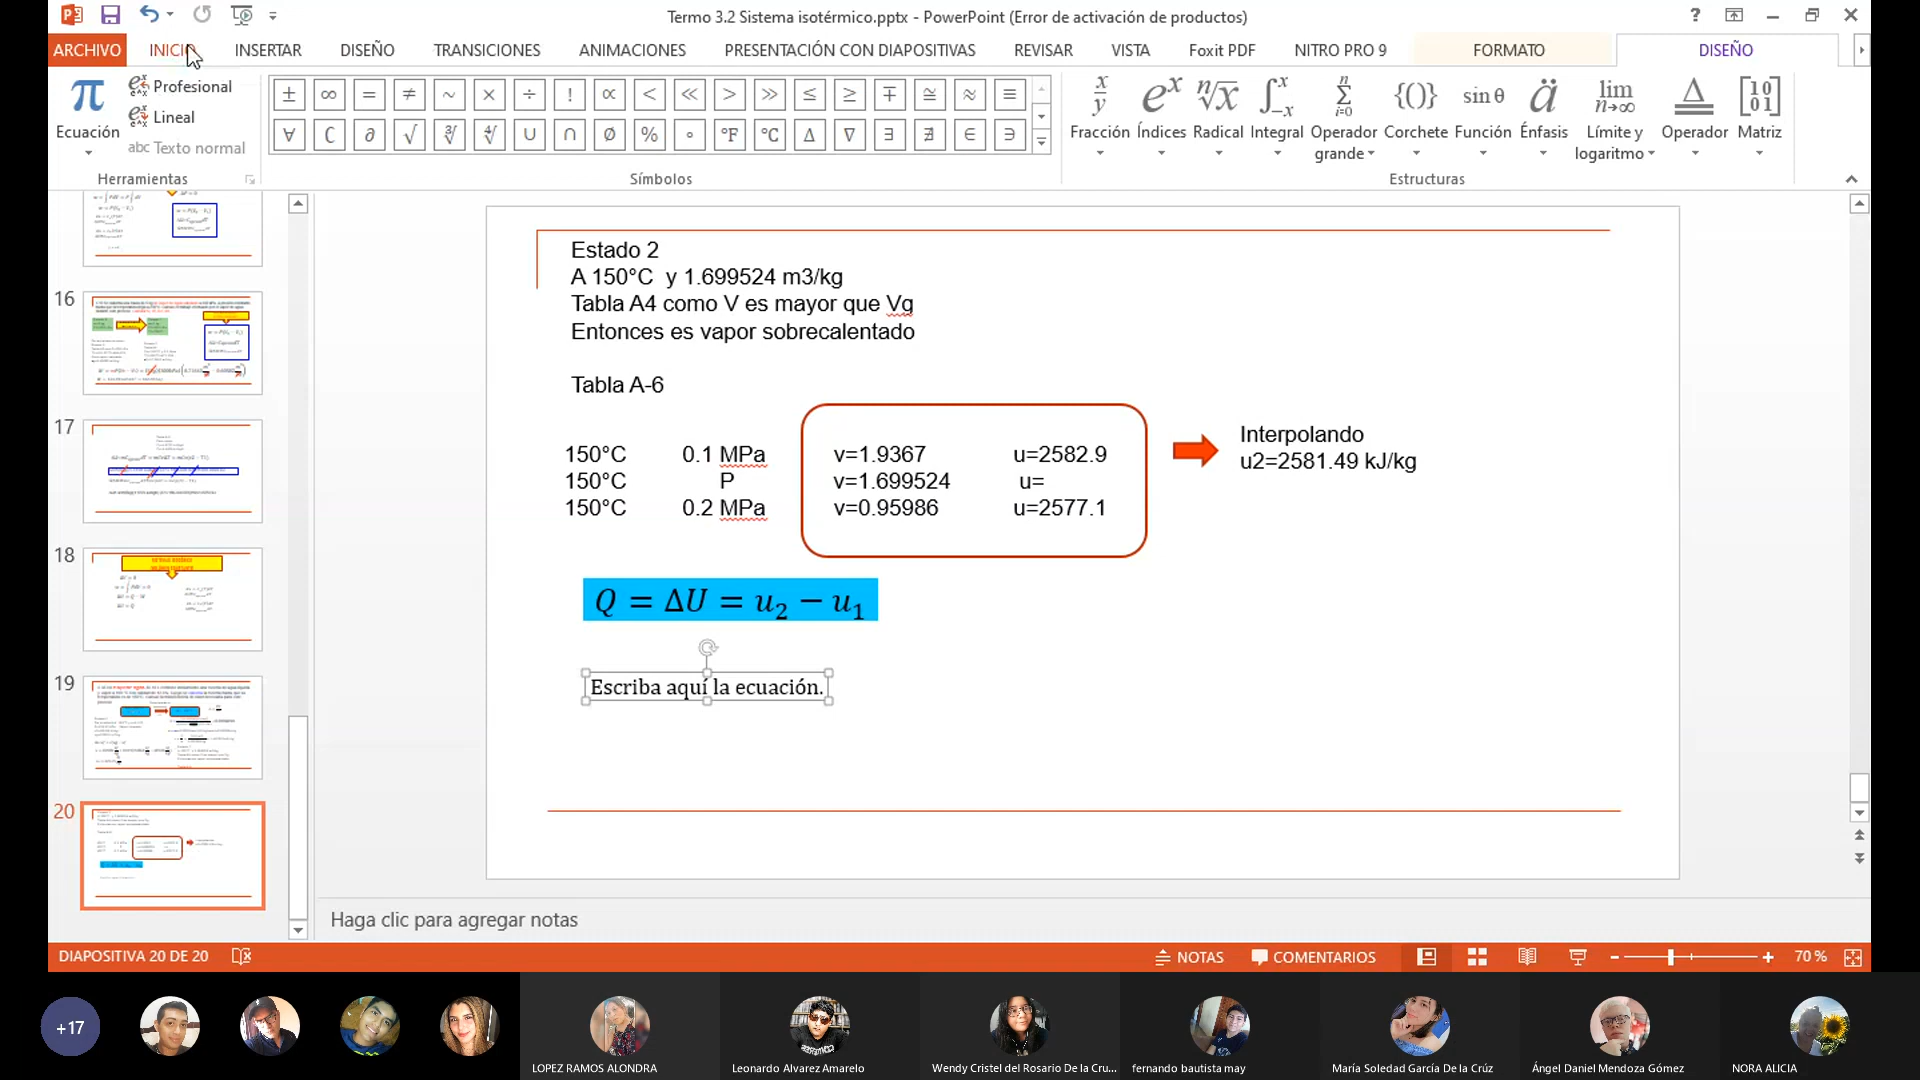 Termo 3.2 Sistema isotérmico.pptx - PowerPoint (Error de activación de productos)
ARCHIVO INICIO INSERTAR DISEÑO TRANSICIONES ANIMACIONES PRESENTACIÓN CON DIAPOSITIVAS REVISAR VISTA Foxit PDF NITRO PRO 9 FORMATO DISEÑO
π Ecuación
Profesional
Lineal
abc Texto normal
Herramientas
± ∞ = ≠ ~ × ÷ ! ∝ < ≪ > ≫ ≤ ≥ ∓ ≅ ≈ ≡
∀ ∁ ∂ √ ∛ ∜ ∪ ∩ ∅ % ° °F °C ∆ ∇ ∃ ∄ ∈ ∋
Símbolos
Fracción Índices Radical Integral Operador grande Corchete Función Énfasis Límite y logaritmo Operador Matriz
Estructuras
16
17
18
19
20
Estado 2
A 150°C y 1.699524 m3/kg
Tabla A4 como V es mayor que Vg
Entonces es vapor sobrecalentado
Tabla A-6
150°C 0.1 MPa v=1.9367 u=2582.9
150°C P v=1.699524 u=
150°C 0.2 MPa v=0.95986 u=2577.1
Interpolando
u2=2581.49 kJ/kg
Q = ΔU = u₂ − u₁
Escriba aquí la ecuación.
Haga clic para agregar notas
DIAPOSITIVA 20 DE 20 NOTAS COMENTARIOS 70 %
+17
LOPEZ RAMOS ALONDRA
Leonardo Alvarez Amarelo
Wendy Cristel del Rosario De la Cru...
fernando bautista may
María Soledad García De la Crúz
Ángel Daniel Mendoza Gómez
NORA ALICIA